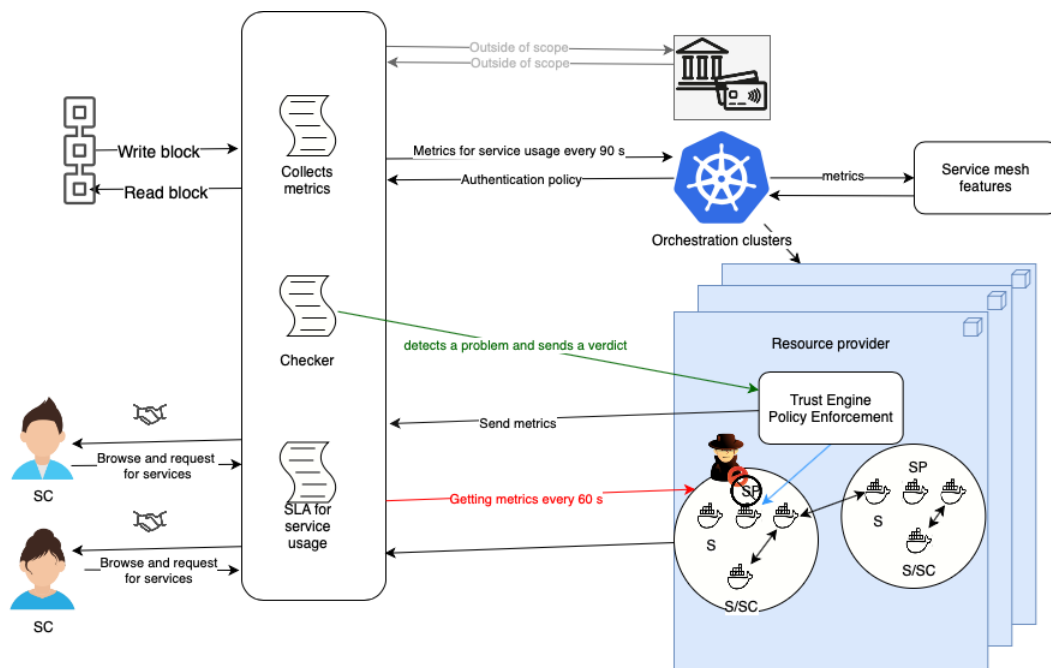 Outside of scope
Outside of scope
Write block
Read block
Collects
metrics
Metrics for service usage every 90 s
Authentication policy
metrics
Service mesh
features
Orchestration clusters
Checker
detects a problem and sends a verdict
Resource provider
Trust Engine
Policy Enforcement
Send metrics
Browse and request
for services
SC
SLA for
service
usage
Getting metrics every 60 s
SP
S
S/SC
SP
S
S/SC
Browse and request
for services
SC